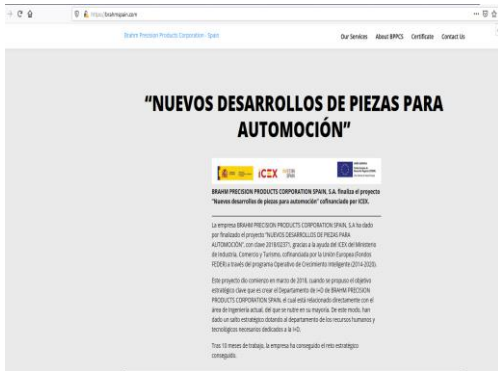 https://brahmspain.com
Brahm Precision Products Corporation - Spain
Our Services About BPPCS Certificate Contact Us
“NUEVOS DESARROLLOS DE PIEZAS PARA
AUTOMOCIÓN”
iCEX
BRAHM PRECISION PRODUCTS CORPORATION SPAIN, S.A. finaliza el proyecto
“Nuevos desarrollos de piezas para automoción” cofinanciado por ICEX.
La empresa BRAHM PRECISION PRODUCTS CORPORATION SPAIN, S.A ha dado
por finalizado el proyecto “NUEVOS DESARROLLOS DE PIEZAS PARA
AUTOMOCIÓN”, con clave gracias a la ayuda del ICEX del Ministerio
de Industria, Comercio y Turismo, cofinanciada por la Unión Europea (Fondos
FEDER) a través del programa Operativo de Crecimiento Inteligente (2014-2020).
Este proyecto dio comienzo en marzo de 2018, cuando se propuso el objetivo
estratégico clave que es crear el Departamento de I+D de BRAHM PRECISION
PRODUCTS CORPORATION SPAIN, el cual está relacionado directamente con el
área de ingeniería actual, del que se nutre en su mayoría. De este modo, han
dado un salto estratégico dotando al departamento de los recursos humanos y
tecnológicos necesarios dedicados a la I+D.
Tras 10 meses de trabajo, la empresa ha conseguido el reto estratégico
conseguido.